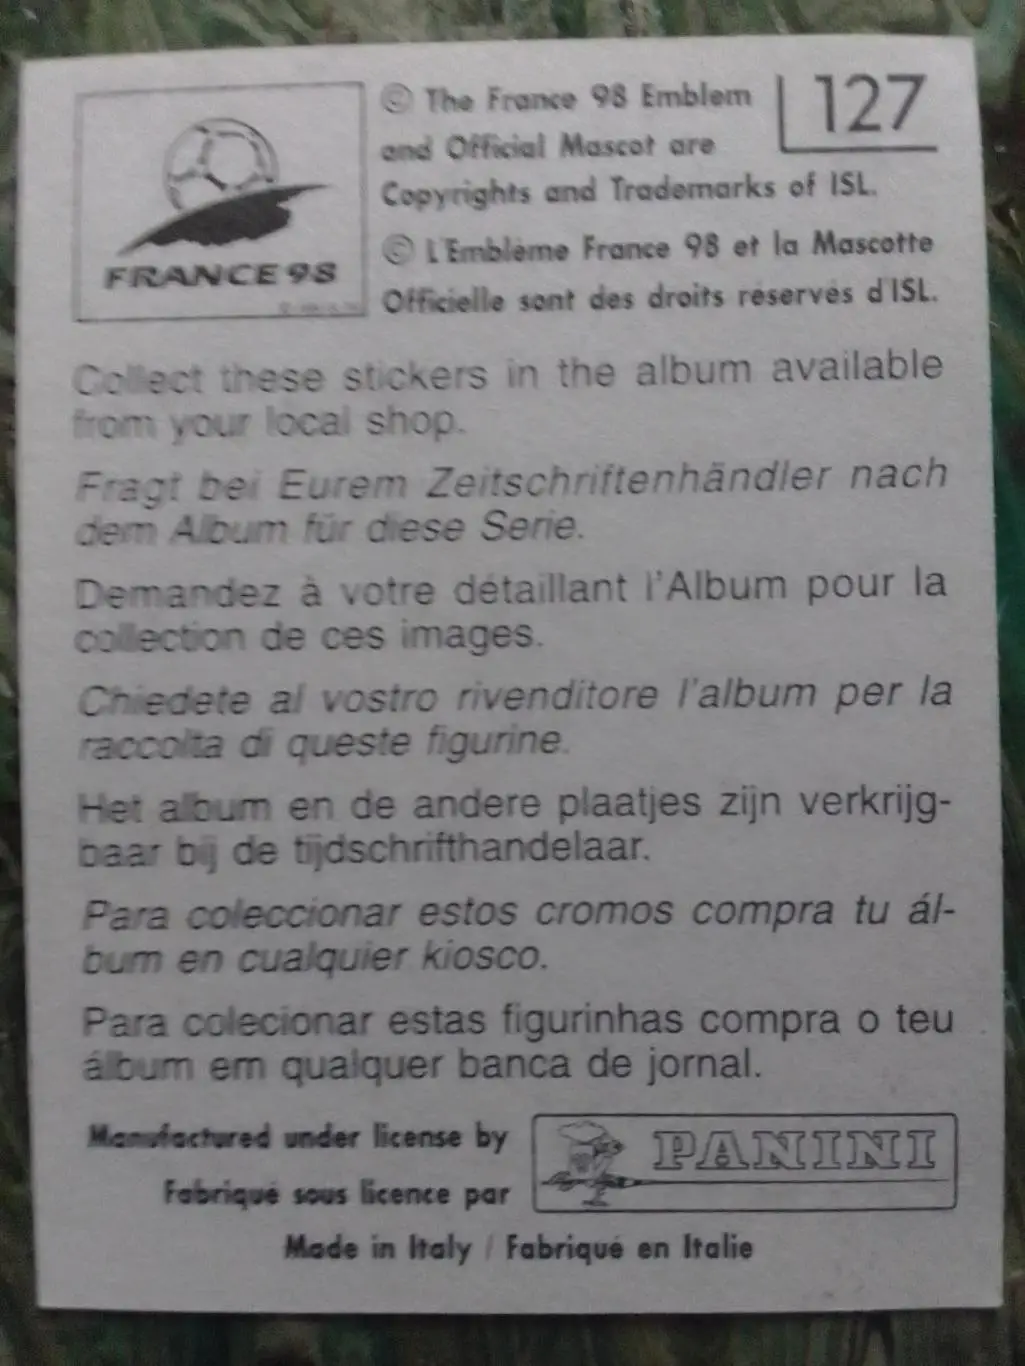 © The France 98 Emblem
and Official Mascot are
Copyrights and Trademarks of ISL.
127
© L'Emblème France 98 et la Mascotte
Officielle sont des droits réservés d'ISL.
FRANCE 98
Collect these stickers in the album available
from your local shop.
Fragt bei Eurem Zeitschriftenhändler nach
dem Album für diese Serie.
Demandez à votre détaillant l'Album pour la
collection de ces images.
Chiedete al vostro rivenditore l'album per la
raccolta di queste figurine.
Het album en de andere plaatjes zijn verkrijg-
baar bij de tijdschrifthandelaar.
Para coleccionar estos cromos compra tu ál-
bum en cualquier kiosco.
Para colecionar estas figurinhas compra o teu
álbum em qualquer banca de jornal.
Manufactured under license by
Fabriqué sous licence par
PANINI
Made in Italy / Fabriqué en Italie